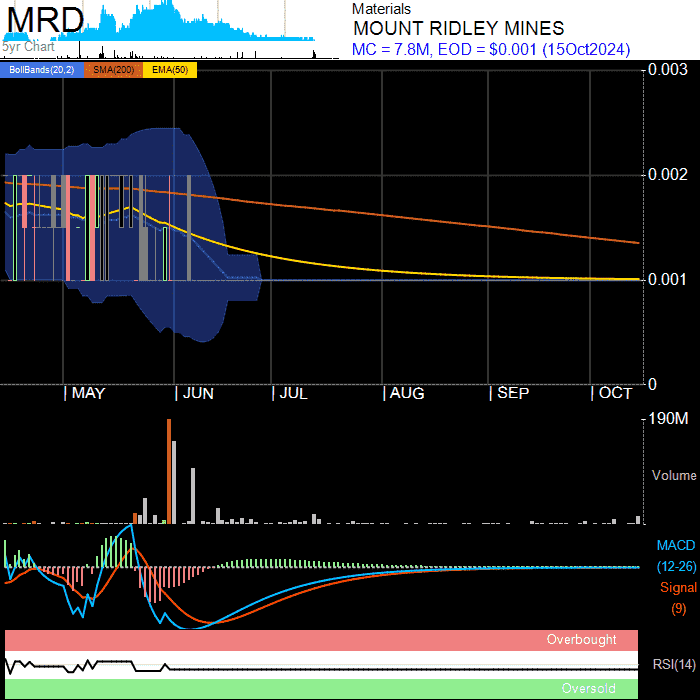 MRD
5yr Chart
Materials
MOUNT RIDLEY MINES
MC = 7.8M, EOD = $0.001 (15Oct2024)
BollBands(20,2) SMA(200) EMA(50)
0.003
0.002
0.001
0
| MAY | JUN | JUL | AUG | SEP | OCT
190M
Volume
MACD
(12-26)
Signal
(9)
Overbought
RSI(14)
Oversold